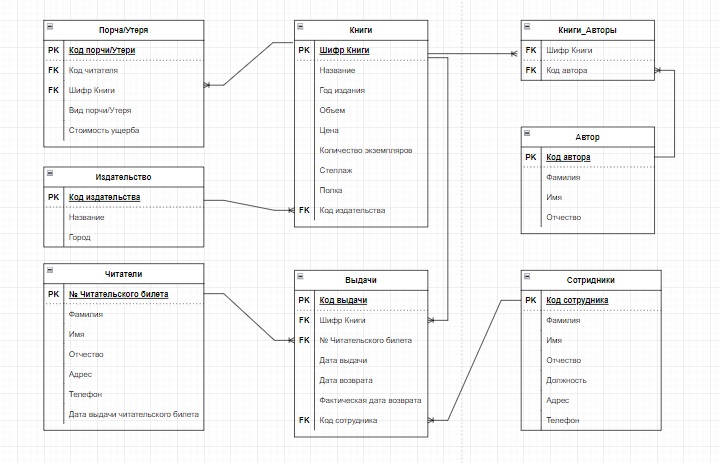 Порча/Утеря
PK Код порчи/Утери
FK Код читателя
FK Шифр Книги
Вид порчи/Утеря
Стоимость ущерба
Книги
PK Шифр Книги
Название
Год издания
Объем
Цена
Количество экземпляров
Стеллаж
Полка
FK Код издательства
Книги_Авторы
FK Шифр Книги
FK Код автора
Автор
PK Код автора
Фамилия
Имя
Отчество
Издательство
PK Код издательства
Название
Город
Читатели
PK № Читательского билета
Фамилия
Имя
Отчество
Адрес
Телефон
Дата выдачи читательского билета
Выдачи
PK Код выдачи
FK Шифр Книги
FK № Читательского билета
Дата выдачи
Дата возврата
Фактическая дата возврата
FK Код сотрудника
Сотридники
PK Код сотрудника
Фамилия
Имя
Отчество
Должность
Адрес
Телефон